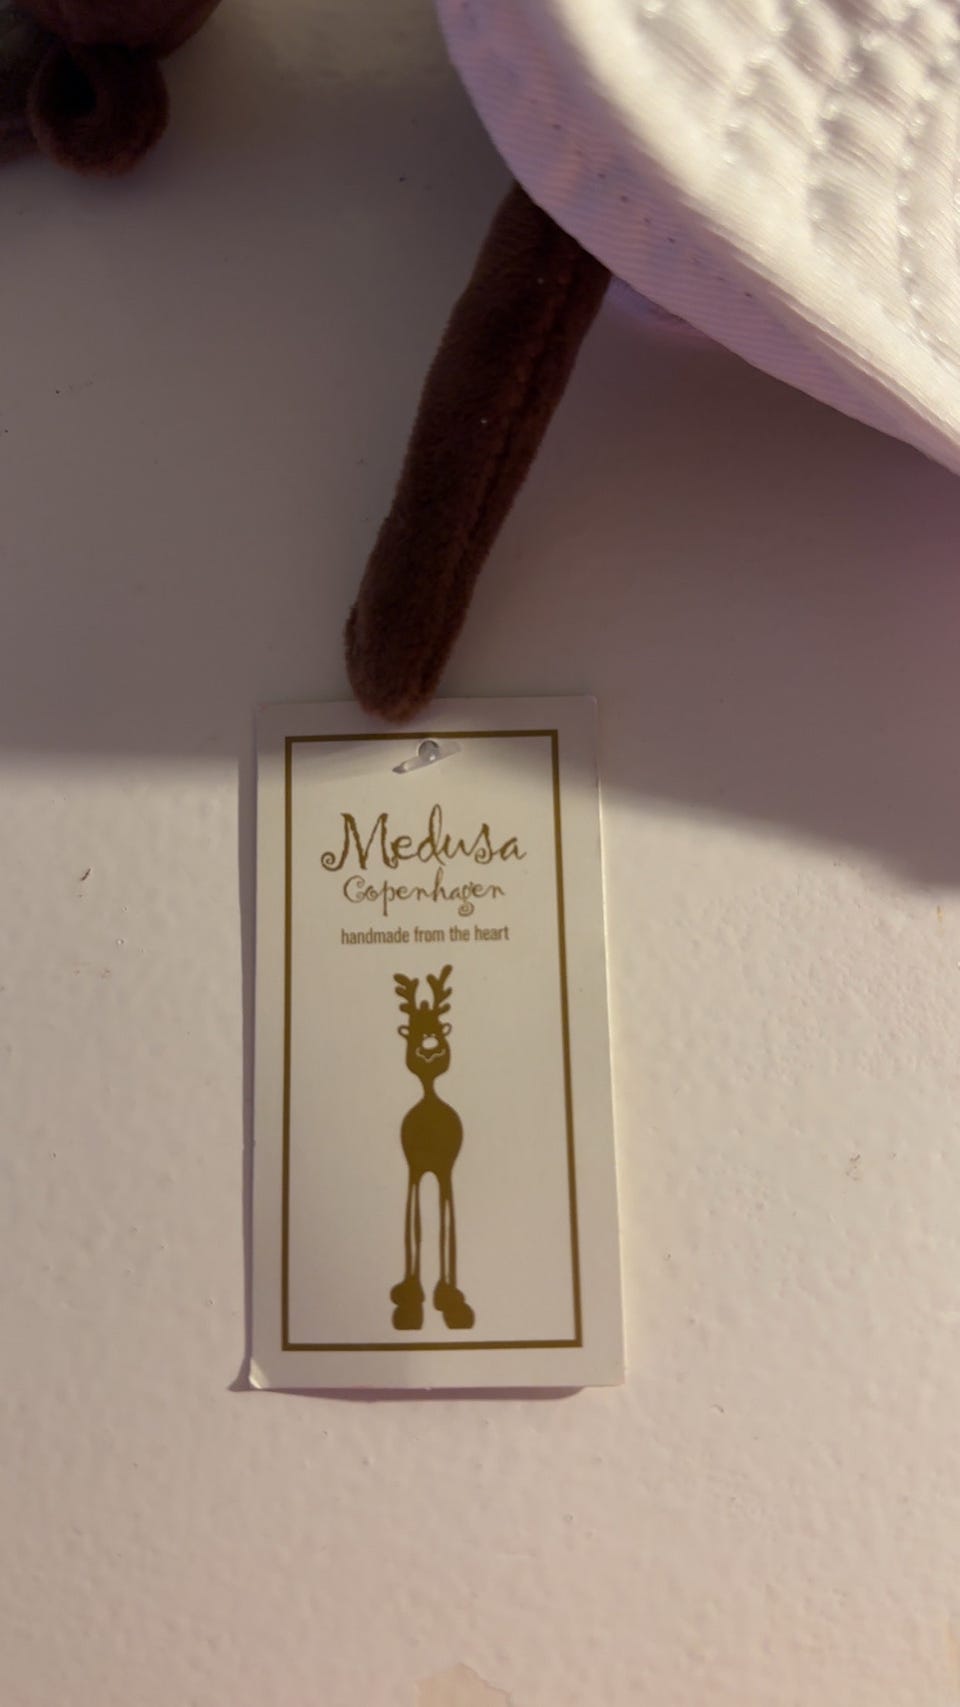 Medusa
Copenhagen
handmade from the heart